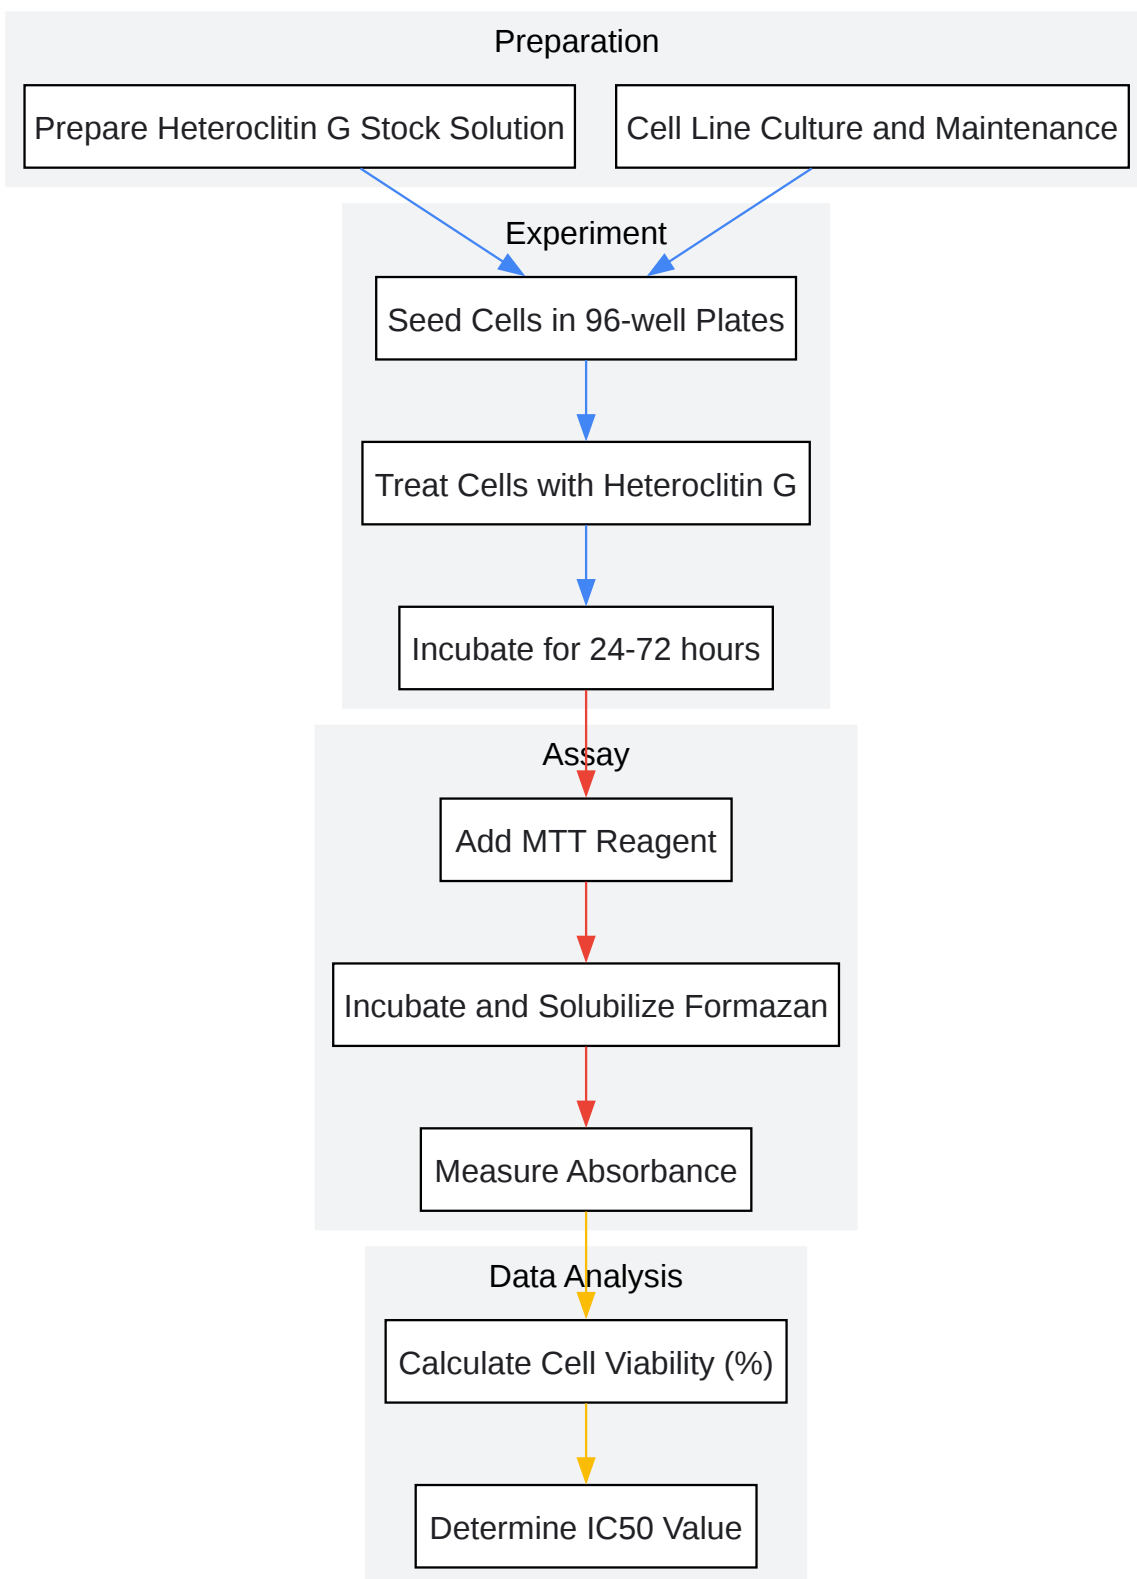 Preparation
Prepare Heteroclitin G Stock Solution
Cell Line Culture and Maintenance
Experiment
Seed Cells in 96-well Plates
Treat Cells with Heteroclitin G
Incubate for 24-72 hours
Assay
Add MTT Reagent
Incubate and Solubilize Formazan
Measure Absorbance
Data Analysis
Calculate Cell Viability (%)
Determine IC50 Value